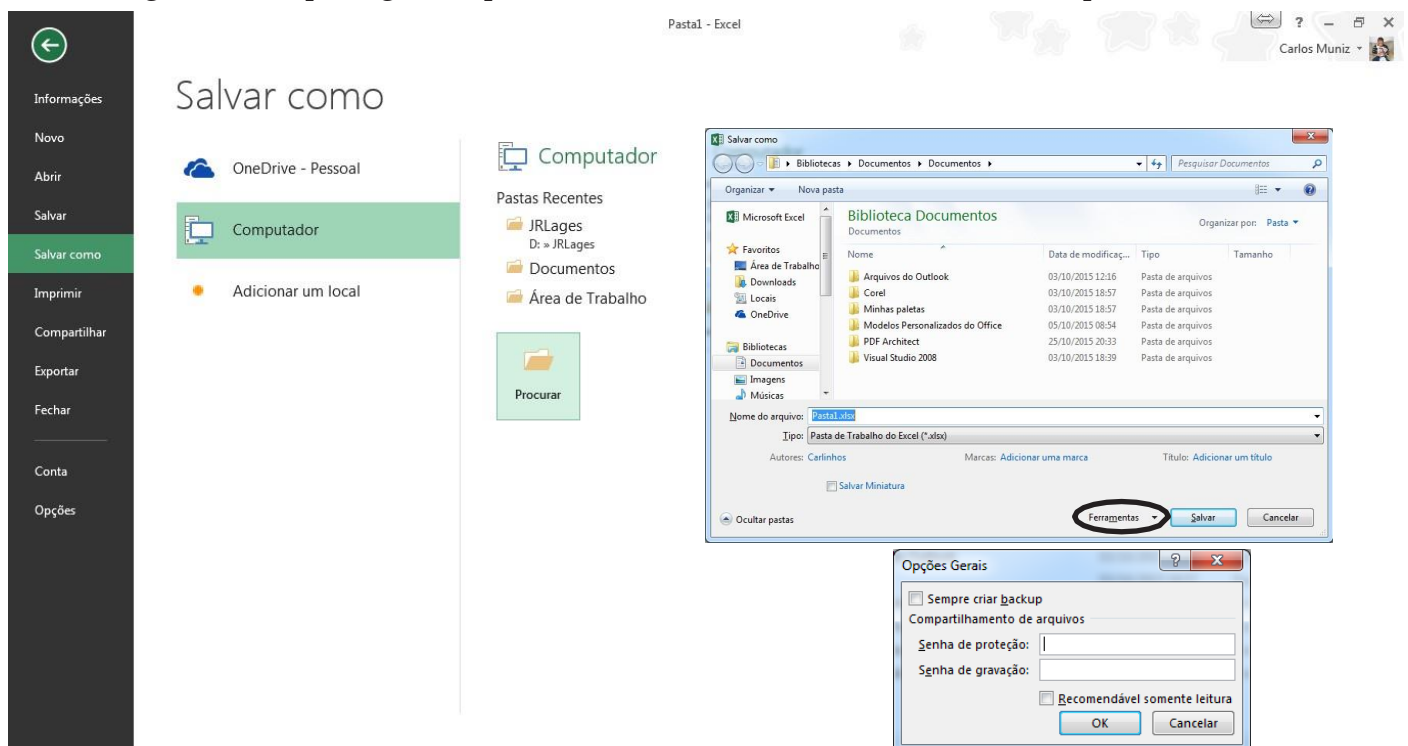 Pasta1 - Excel
?
Carlos Muniz
Informações
Novo
Abrir
Salvar
Salvar como
Imprimir
Compartilhar
Exportar
Fechar
Conta
Opções
Salvar como
OneDrive - Pessoal
Computador
Adicionar um local
Computador
Pastas Recentes
JRLages
D: » JRLages
Documentos
Área de Trabalho
Procurar
Salvar como
Bibliotecas Documentos Documentos
Pesquisar Documentos
Organizar Nova pasta
Microsoft Excel
Favoritos
Área de Trabalho
Downloads
Locais
OneDrive
Bibliotecas
Documentos
Imagens
Músicas
Biblioteca Documentos
Documentos
Organizar por: Pasta
Nome Data de modificaç... Tipo Tamanho
Arquivos do Outlook 03/10/2015 12:16 Pasta de arquivos
Corel 03/10/2015 18:57 Pasta de arquivos
Minhas paletas 03/10/2015 18:57 Pasta de arquivos
Modelos Personalizados do Office 05/10/2015 08:54 Pasta de arquivos
PDF Architect 25/10/2015 20:33 Pasta de arquivos
Visual Studio 2008 03/10/2015 18:39 Pasta de arquivos
Nome do arquivo: Pasta1.xlsx
Tipo: Pasta de Trabalho do Excel (*.xlsx)
Autores: Carlinhos Marcas: Adicionar uma marca Título: Adicionar um título
Salvar Miniatura
Ocultar pastas Ferramentas Salvar Cancelar
Opções Gerais
?
Sempre criar backup
Compartilhamento de arquivos
Senha de proteção:
Senha de gravação:
Recomendável somente leitura
OK Cancelar